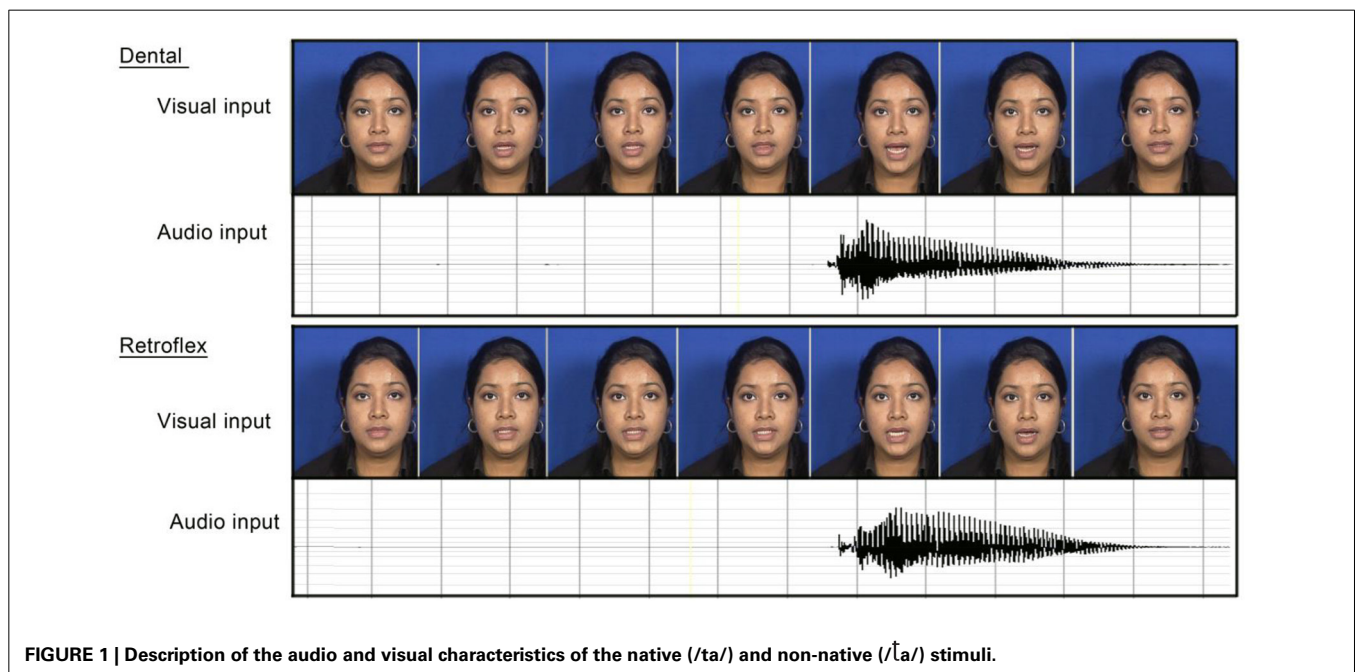 Dental
Visual input
Audio input
Retroflex
Visual input
Audio input
FIGURE 1 | Description of the audio and visual characteristics of the native (/ta/) and non-native (/ʈa/) stimuli.